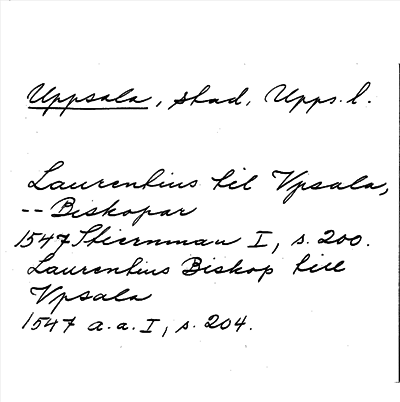 Uppsala, stad, Upps. l.
Laurentius til Vpsala,
-- Biskopar
1547 Stiernman I, s. 200.
Laurentius Biskop till
Vpsala
1547 a.a. I, s. 204.